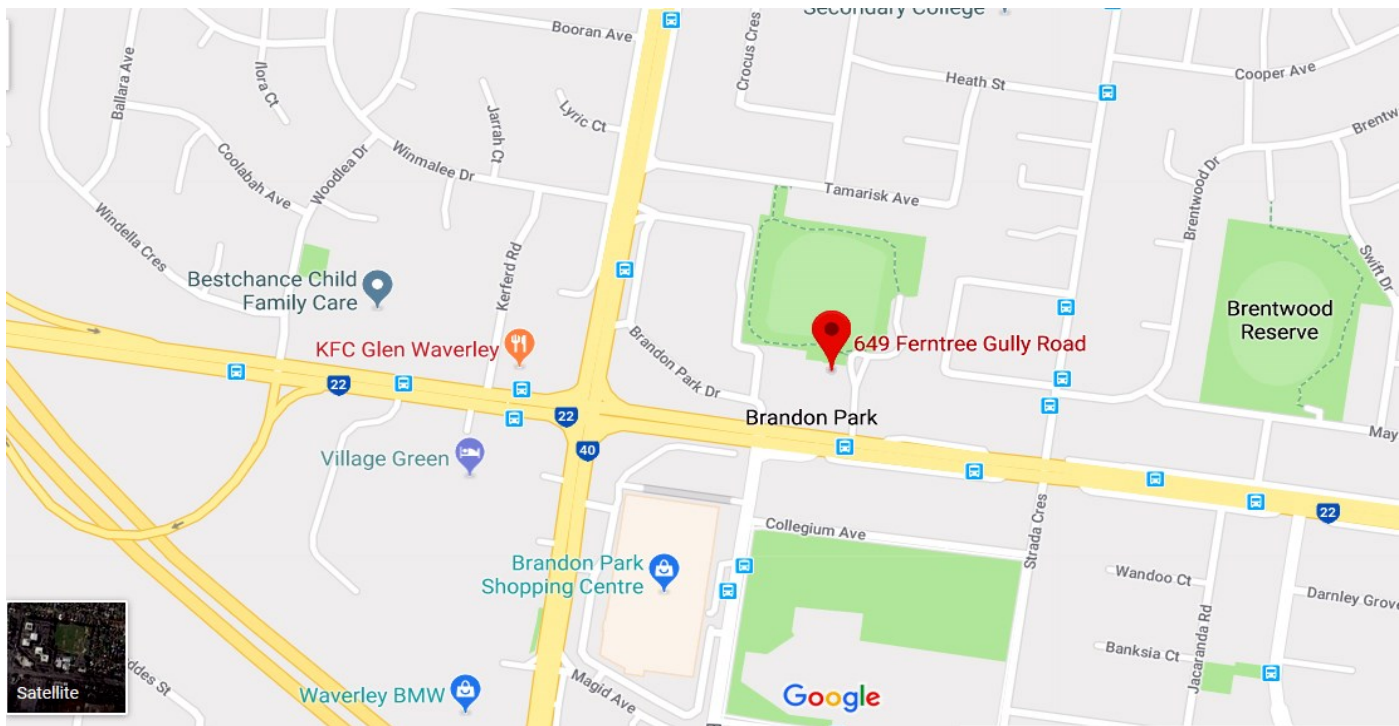 Secondary College
Booran Ave
Crocus Cres
Heath St
Cooper Ave
Ballara Ave
Lyric Ct
Jarrah Ct
Coolabah Ave
Woodlea Dr
Winmalee Dr
Tamarisk Ave
Brentwood Dr
Windella Cres
Swift Dr
Kerferd Rd
Bestchance Child
Family Care
Brentwood
Reserve
KFC Glen Waverley
649 Ferntree Gully Road
Brandon Park Dr
22
22
Brandon Park
May
40
Village Green
22
Collegium Ave
Strada Cres
Brandon Park
Shopping Centre
Wandoo Ct
Darnley Grove
Jacaranda Rd
Banksia Ct
Satellite
ddes St
Waverley BMW
Magid Ave
Google